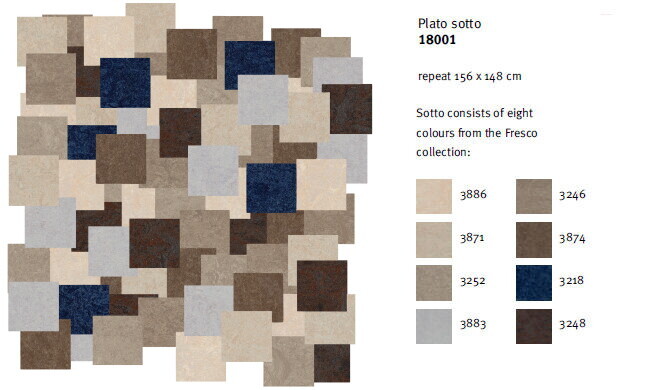 Plato sotto
18001
repeat 156 x 148 cm
Sotto consists of eight
colours from the Fresco
collection:
3886
3246
3871
3874
3252
3218
3883
3248